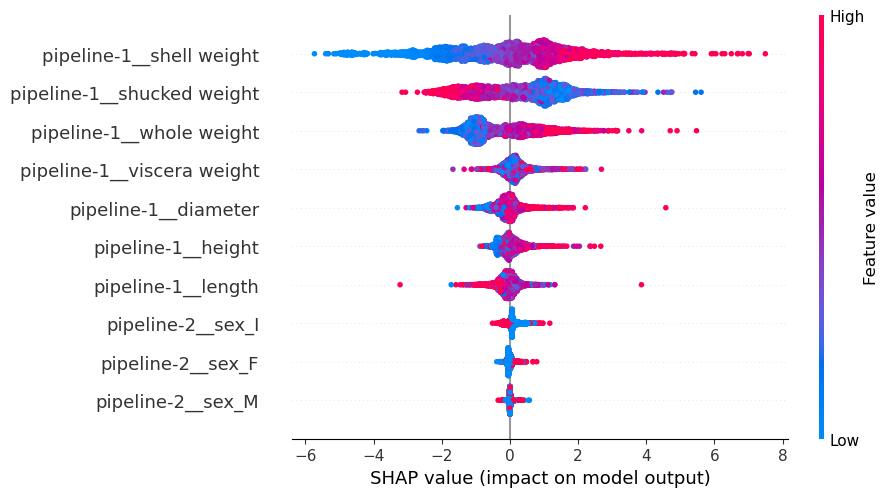 High
pipeline-1__shell weight
pipeline-1__shucked weight
pipeline-1__whole weight
pipeline-1__viscera weight
pipeline-1__diameter
pipeline-1__height
pipeline-1__length
pipeline-2__sex_I
pipeline-2__sex_F
pipeline-2__sex_M
Feature value
Low
−6 −4 −2 0 2 4 6 8
SHAP value (impact on model output)